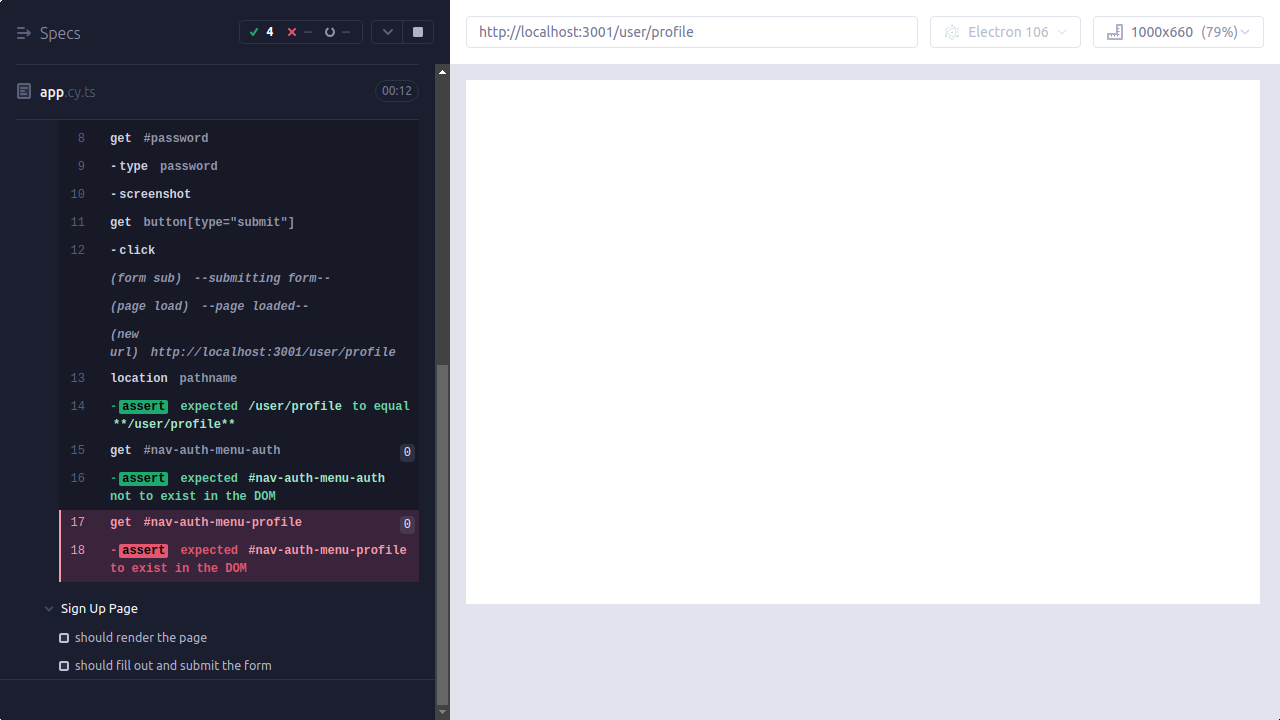 Specs
4 -- --
http://localhost:3001/user/profile
Electron 106
1000x660 (79%)
app.cy.ts
00:12
8 get #password
9 -type password
10 -screenshot
11 get button[type="submit"]
12 -click
(form sub) --submitting form--
(page load) --page loaded--
(new
url) http://localhost:3001/user/profile
13 location pathname
14 -assert expected /user/profile to equal
**/user/profile**
15 get #nav-auth-menu-auth 0
16 -assert expected #nav-auth-menu-auth
not to exist in the DOM
17 get #nav-auth-menu-profile 0
18 -assert expected #nav-auth-menu-profile
to exist in the DOM
Sign Up Page
should render the page
should fill out and submit the form